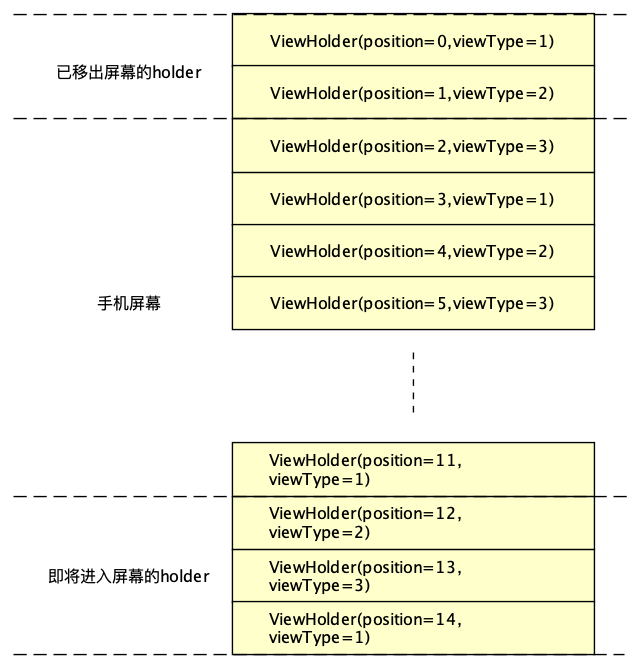 ViewHolder(position=0,viewType=1)
已移出屏幕的holder
ViewHolder(position=1,viewType=2)
ViewHolder(position=2,viewType=3)
ViewHolder(position=3,viewType=1)
ViewHolder(position=4,viewType=2)
手机屏幕
ViewHolder(position=5,viewType=3)
ViewHolder(position=11,
viewType=1)
ViewHolder(position=12,
viewType=2)
即将进入屏幕的holder
ViewHolder(position=13,
viewType=3)
ViewHolder(position=14,
viewType=1)